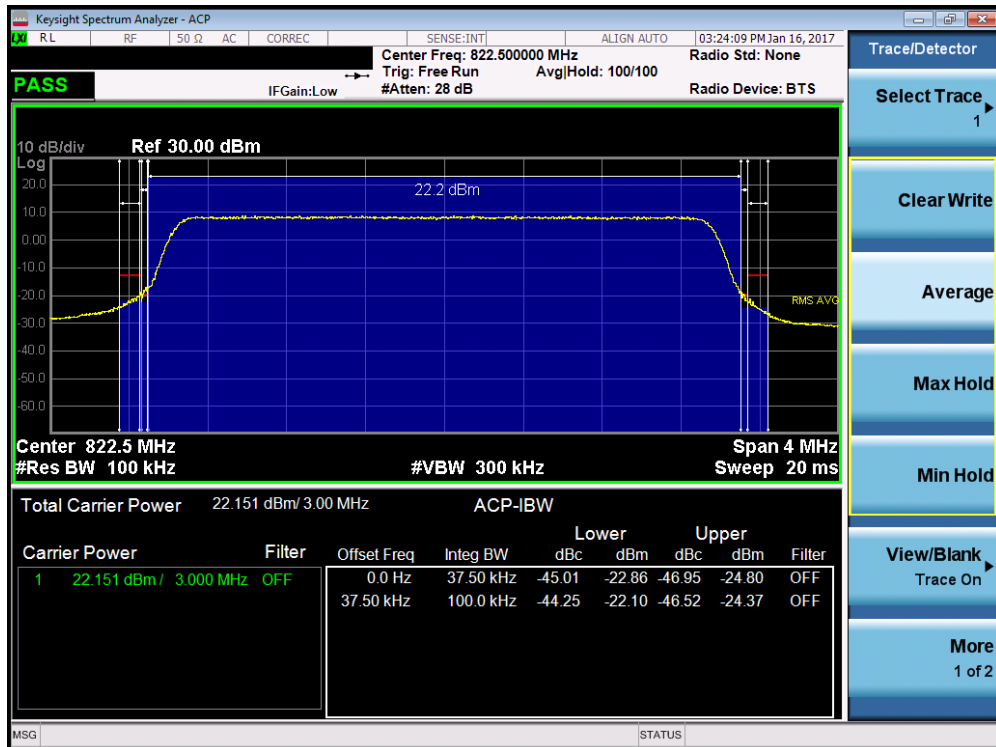 Keysight Spectrum Analyzer - ACP
LXI RL RF 50 Ω AC CORREC SENSE:INT ALIGN AUTO 03:24:09 PM Jan 16, 2017
Center Freq: 822.500000 MHz Radio Std: None
Trig: Free Run Avg|Hold: 100/100
PASS IFGain:Low #Atten: 28 dB Radio Device: BTS
10 dB/div Ref 30.00 dBm
Log
20.0
22.2 dBm
10.0
0.00
-10.0
-20.0
RMS AVG
-30.0
-40.0
-50.0
-60.0
Center 822.5 MHz Span 4 MHz
#Res BW 100 kHz #VBW 300 kHz Sweep 20 ms
Total Carrier Power 22.151 dBm/ 3.00 MHz ACP-IBW
Lower Upper
Carrier Power Filter Offset Freq Integ BW dBc dBm dBc dBm Filter
1 22.151 dBm / 3.000 MHz OFF 0.0 Hz 37.50 kHz -45.01 -22.86 -46.95 -24.80 OFF
37.50 kHz 100.0 kHz -44.25 -22.10 -46.52 -24.37 OFF
MSG STATUS
Trace/Detector
Select Trace
1
Clear Write
Average
Max Hold
Min Hold
View/Blank
Trace On
More
1 of 2